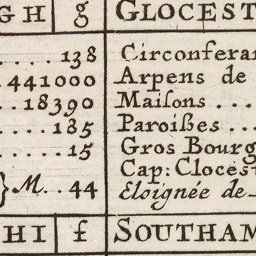 GH g GLOCEST
138 Circonferan
441000 Arpens de
18390 Maiſons
185 Paroißes
15 Gros Bourg
} M. 44 Cap: Clocest
Eloignée de
HI f SOUTHAM